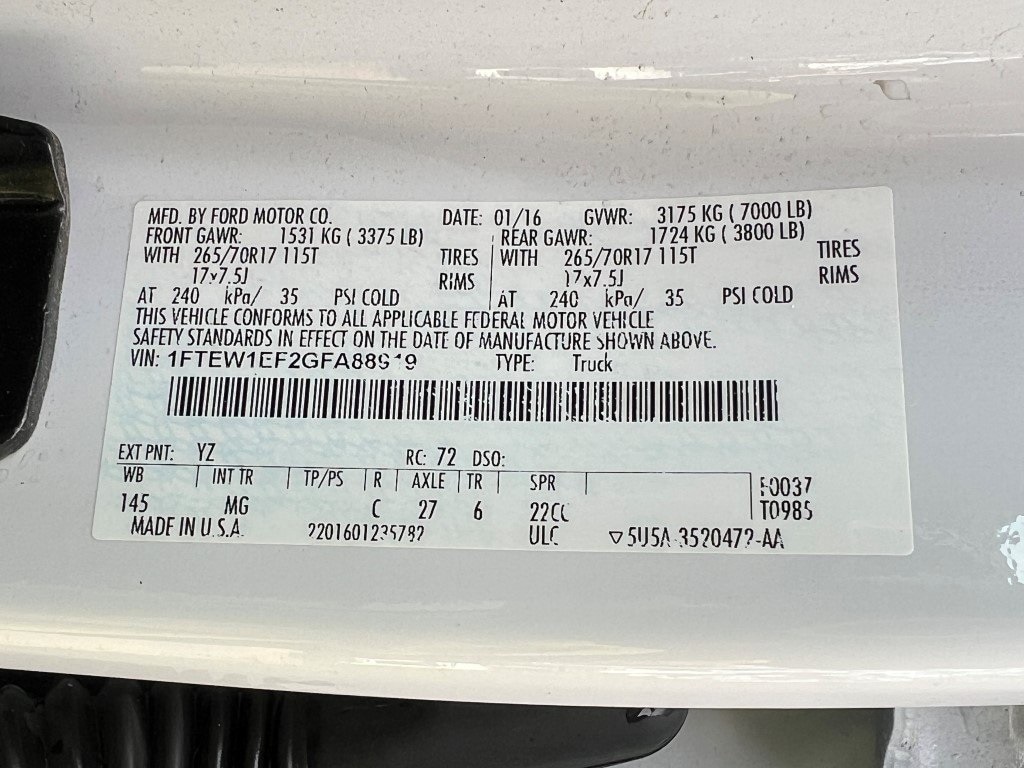 MFD. BY FORD MOTOR CO. DATE: 01/16 GVWR: 3175 KG ( 7000 LB)
FRONT GAWR: 1531 KG ( 3375 LB) REAR GAWR: 1724 KG ( 3800 LB)
WITH 265/70R17 115T TIRES WITH 265/70R17 115T TIRES
17x7.5J RIMS 17x7.5J RIMS
AT 240 kPa/ 35 PSI COLD AT 240 kPa/ 35 PSI COLD
THIS VEHICLE CONFORMS TO ALL APPLICABLE FEDERAL MOTOR VEHICLE
SAFETY STANDARDS IN EFFECT ON THE DATE OF MANUFACTURE SHOWN ABOVE.
VIN: 1FTEW1EF2GFA88919 TYPE: Truck
EXT PNT: YZ RC: 72 DSO:
WB INT TR TP/PS R AXLE TR SPR F0037
145 MG C 27 6 T0985
MADE IN U.S.A. ULC ▽5U5A-3520472-AA